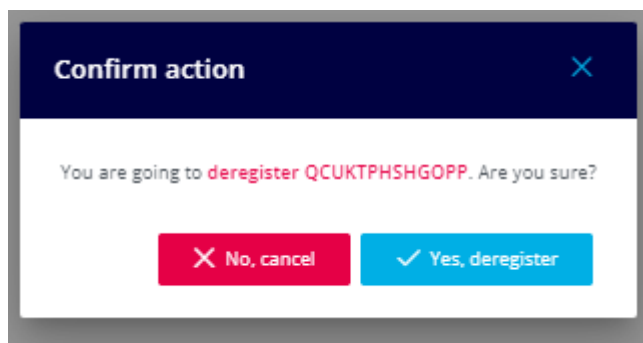 Confirm action
You are going to deregister QCUKTPHSHGOPP. Are you sure?
No, cancel
Yes, deregister